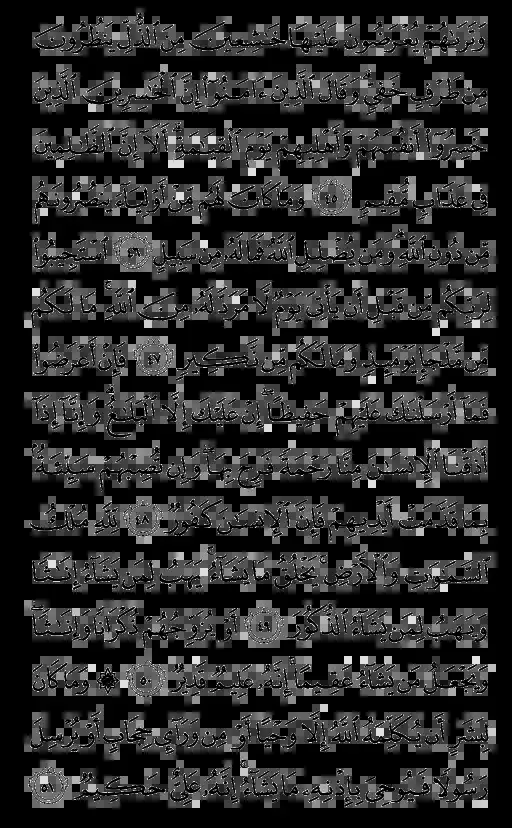 وَتَرَىٰهُمْ يُعْرَضُونَ عَلَيْهَا خَٰشِعِينَ مِنَ ٱلذُّلِّ يَنظُرُونَ
مِن طَرْفٍ خَفِىٍّ وَقَالَ ٱلَّذِينَ ءَامَنُوٓا۟ إِنَّ ٱلْخَٰسِرِينَ ٱلَّذِينَ
خَسِرُوٓا۟ أَنفُسَهُمْ وَأَهْلِيهِمْ يَوْمَ ٱلْقِيَٰمَةِ أَلَآ إِنَّ ٱلظَّٰلِمِينَ
فِى عَذَابٍ مُّقِيمٍ ٤٥ وَمَا كَانَ لَهُم مِّنْ أَوْلِيَآءَ يَنصُرُونَهُم
مِّن دُونِ ٱللَّهِ وَمَن يُضْلِلِ ٱللَّهُ فَمَا لَهُۥ مِن سَبِيلٍ ٤٦ ٱسْتَجِيبُوا۟
لِرَبِّكُم مِّن قَبْلِ أَن يَأْتِىَ يَوْمٌ لَّا مَرَدَّ لَهُۥ مِنَ ٱللَّهِ مَا لَكُم
مِّن مَّلْجَإٍ يَوْمَئِذٍ وَمَا لَكُم مِّن نَّكِيرٍ ٤٧ فَإِنْ أَعْرَضُوا۟
فَمَآ أَرْسَلْنَٰكَ عَلَيْهِمْ حَفِيظًا إِنْ عَلَيْكَ إِلَّا ٱلْبَلَٰغُ وَإِنَّآ إِذَآ
أَذَقْنَا ٱلْإِنسَٰنَ مِنَّا رَحْمَةً فَرِحَ بِهَا وَإِن تُصِبْهُمْ سَيِّئَةٌۢ
بِمَا قَدَّمَتْ أَيْدِيهِمْ فَإِنَّ ٱلْإِنسَٰنَ كَفُورٌ ٤٨ لِّلَّهِ مُلْكُ
ٱلسَّمَٰوَٰتِ وَٱلْأَرْضِ يَخْلُقُ مَا يَشَآءُ يَهَبُ لِمَن يَشَآءُ إِنَٰثًا
وَيَهَبُ لِمَن يَشَآءُ ٱلذُّكُورَ ٤٩ أَوْ يُزَوِّجُهُمْ ذُكْرَانًا وَإِنَٰثًا
وَيَجْعَلُ مَن يَشَآءُ عَقِيمًا إِنَّهُۥ عَلِيمٌ قَدِيرٌ ٥٠ ۞ وَمَا كَانَ
لِبَشَرٍ أَن يُكَلِّمَهُ ٱللَّهُ إِلَّا وَحْيًا أَوْ مِن وَرَآئِ حِجَابٍ أَوْ يُرْسِلَ
رَسُولًا فَيُوحِىَ بِإِذْنِهِۦ مَا يَشَآءُ إِنَّهُۥ عَلِىٌّ حَكِيمٌ ٥١